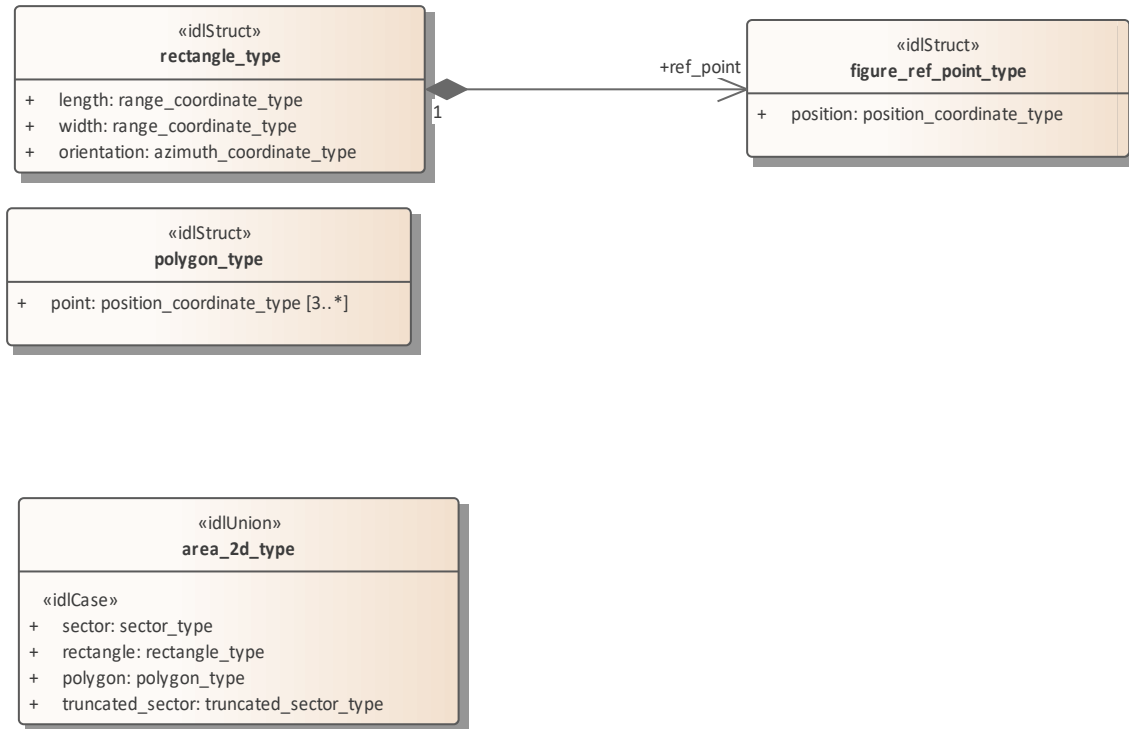 «idlStruct»
rectangle_type
+ length: range_coordinate_type
+ width: range_coordinate_type
+ orientation: azimuth_coordinate_type
1
+ref_point
«idlStruct»
figure_ref_point_type
+ position: position_coordinate_type
«idlStruct»
polygon_type
+ point: position_coordinate_type [3..*]
«idlUnion»
area_2d_type
«idlCase»
+ sector: sector_type
+ rectangle: rectangle_type
+ polygon: polygon_type
+ truncated_sector: truncated_sector_type